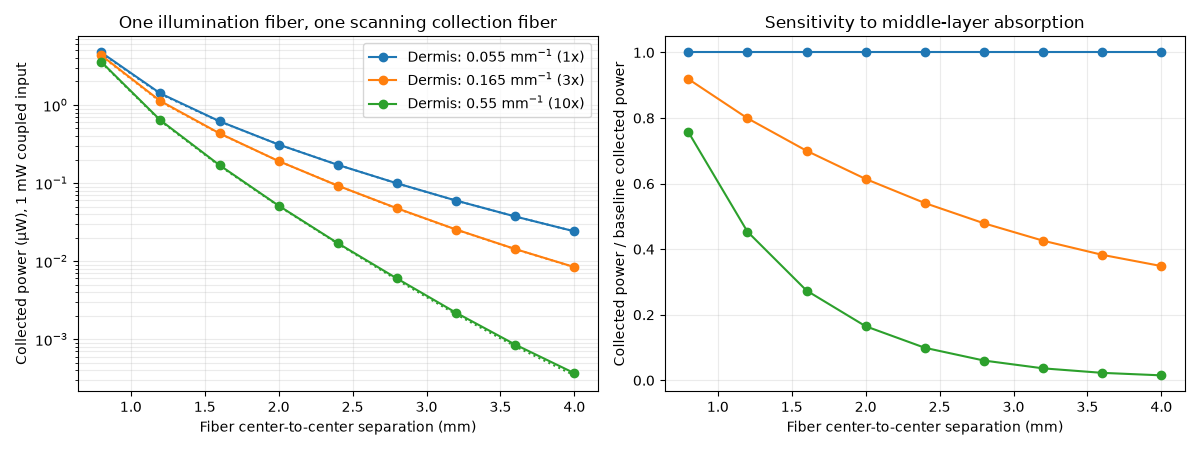 One illumination fiber, one scanning collection fiber
Collected power (µW), 1 mW coupled input
10⁰
10⁻¹
10⁻²
10⁻³
Dermis: 0.055 mm⁻¹ (1x)
Dermis: 0.165 mm⁻¹ (3x)
Dermis: 0.55 mm⁻¹ (10x)
1.0 1.5 2.0 2.5 3.0 3.5 4.0
Fiber center-to-center separation (mm)
Sensitivity to middle-layer absorption
Collected power / baseline collected power
1.0
0.8
0.6
0.4
0.2
0.0
1.0 1.5 2.0 2.5 3.0 3.5 4.0
Fiber center-to-center separation (mm)